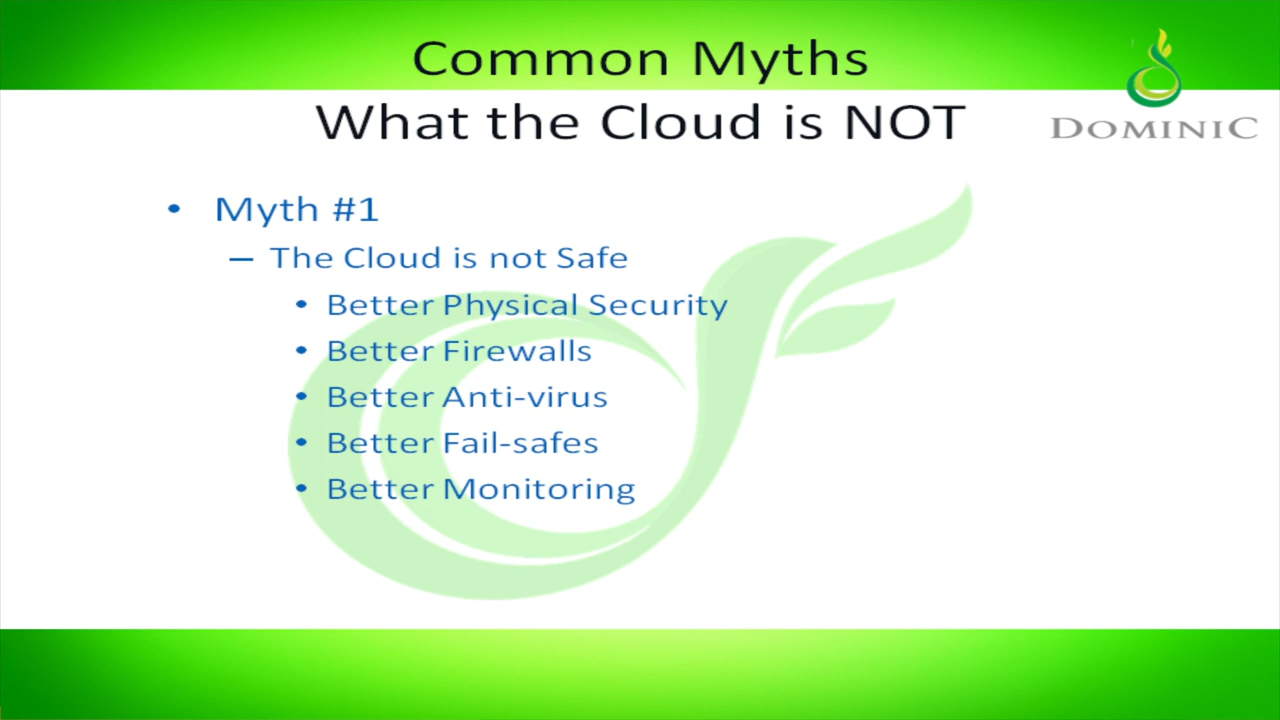 Common Myths
What the Cloud is NOT
DOMINIC
• Myth #1
– The Cloud is not Safe
• Better Physical Security
• Better Firewalls
• Better Anti-virus
• Better Fail-safes
• Better Monitoring